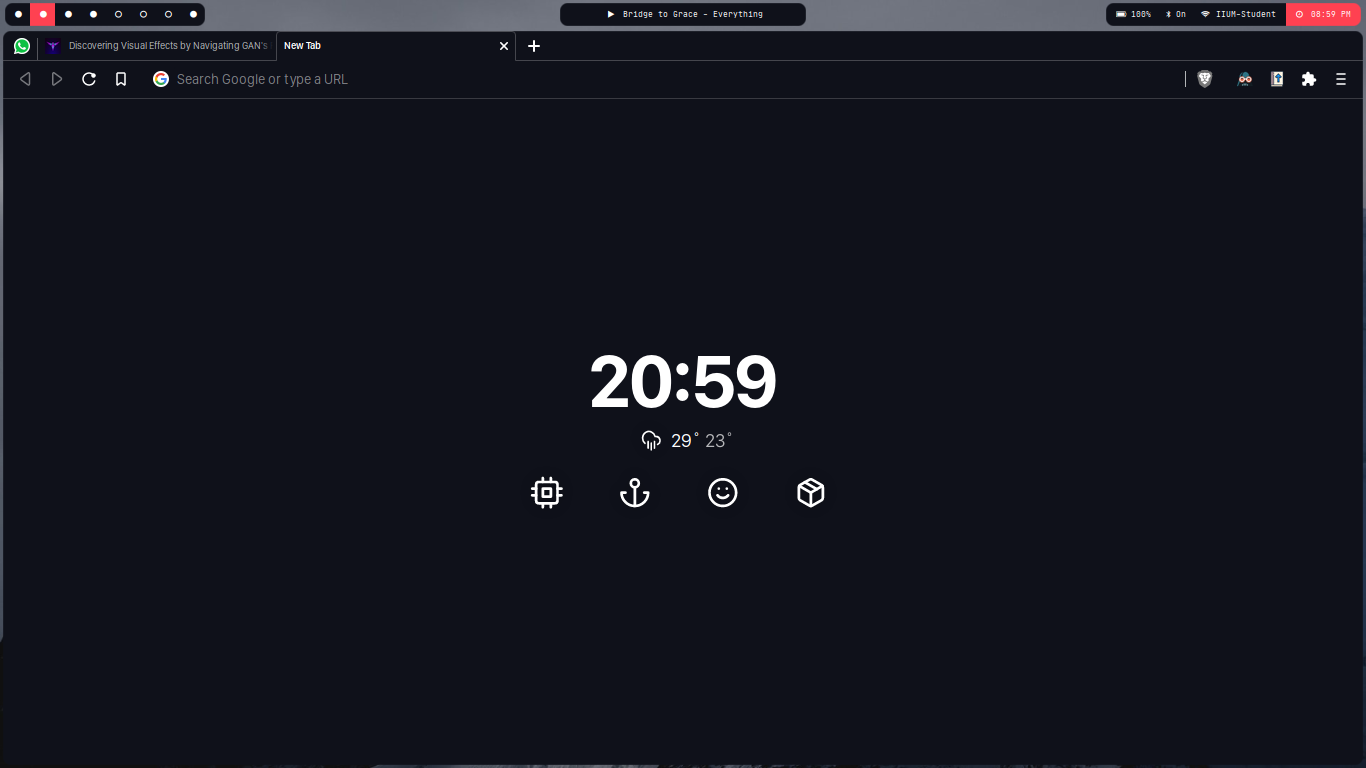 Bridge to Grace - Everything
100% On IIUM-Student 08:59 PM
Discovering Visual Effects by Navigating GAN's
New Tab
Search Google or type a URL
20:59
29° 23°